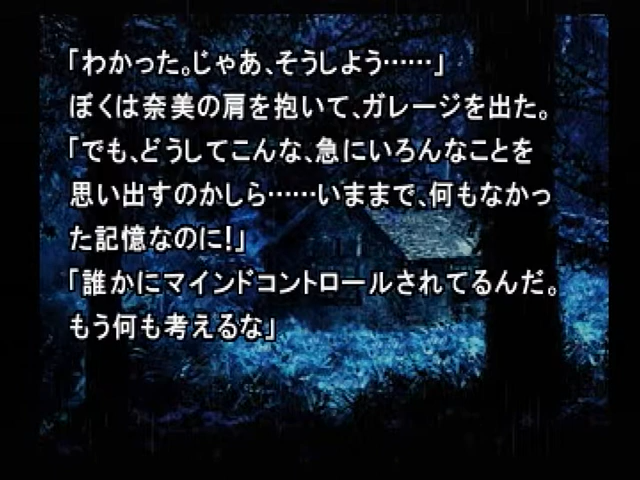 「わかった。じゃあ、そうしよう……」
ぼくは奈美の肩を抱いて、ガレージを出た。
「でも、どうしてこんな、急にいろんなことを
思い出すのかしら……いままで、何もなかっ
た記憶なのに!」
「誰かにマインドコントロールされてるんだ。
もう何も考えるな」